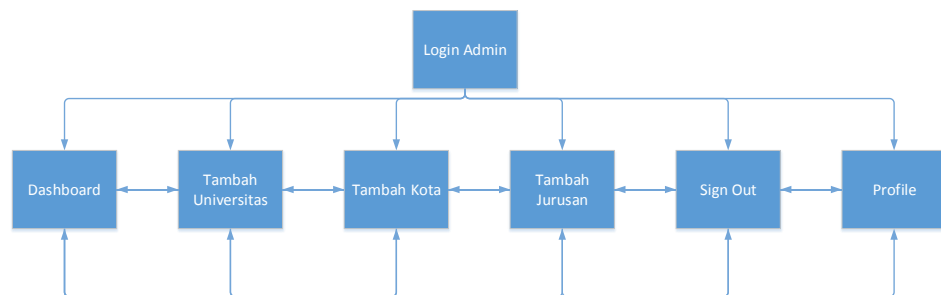 Login Admin
Dashboard
Tambah
Universitas
Tambah Kota
Tambah
Jurusan
Sign Out
Profile